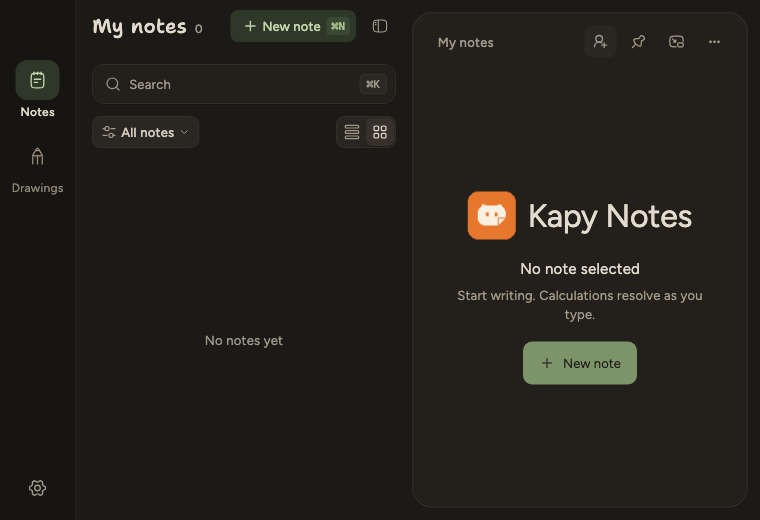 Notes
Drawings
My notes 0
+ New note ⌘N
Search ⌘K
All notes
No notes yet
My notes
Kapy Notes
No note selected
Start writing. Calculations resolve as you
type.
+ New note